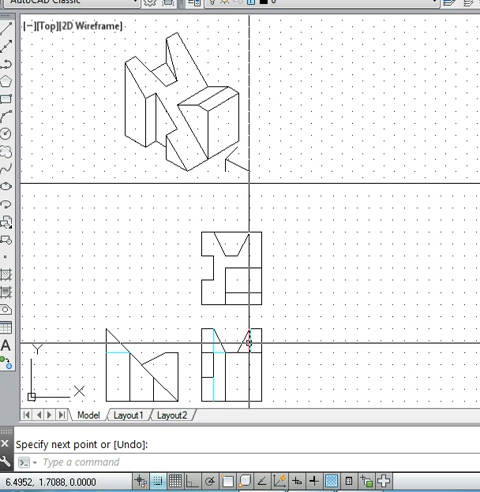 AutoCAD Classic
0
[−][Top][2D Wireframe]
Y
X
A
Model Layout1 Layout2
Specify next point or [Undo]:
Type a command
6.4952, 1.7088, 0.0000